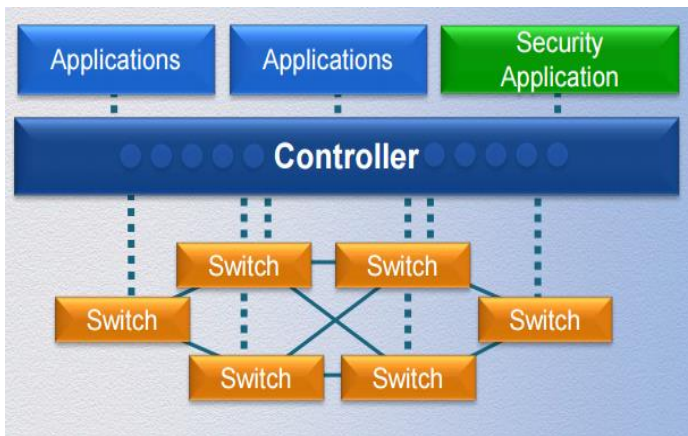 Applications
Applications
Security
Application
Controller
Switch
Switch
Switch
Switch
Switch
Switch